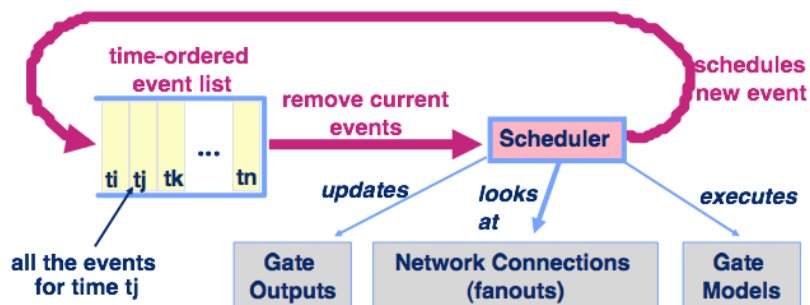 time-ordered
event list
schedules
new event
remove current
events
Scheduler
ti tj tk ... tn
updates
looks
at
executes
all the events
for time tj
Gate
Outputs
Network Connections
(fanouts)
Gate
Models